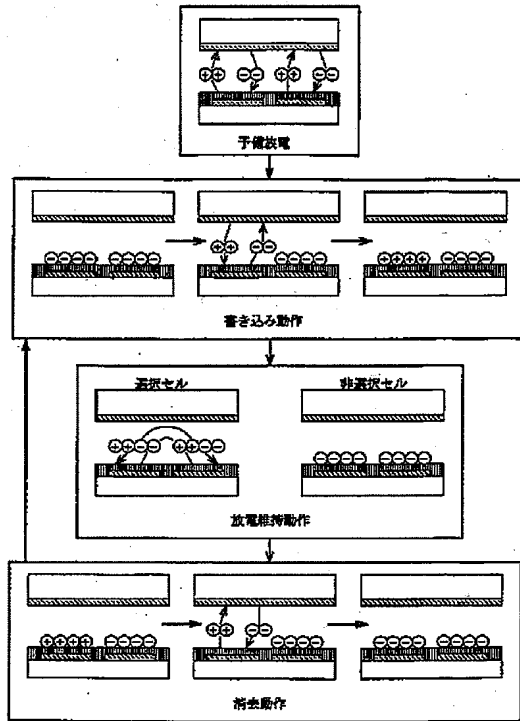 予備放電
書き込み動作
選択セル
非選択セル
放電維持動作
消去動作